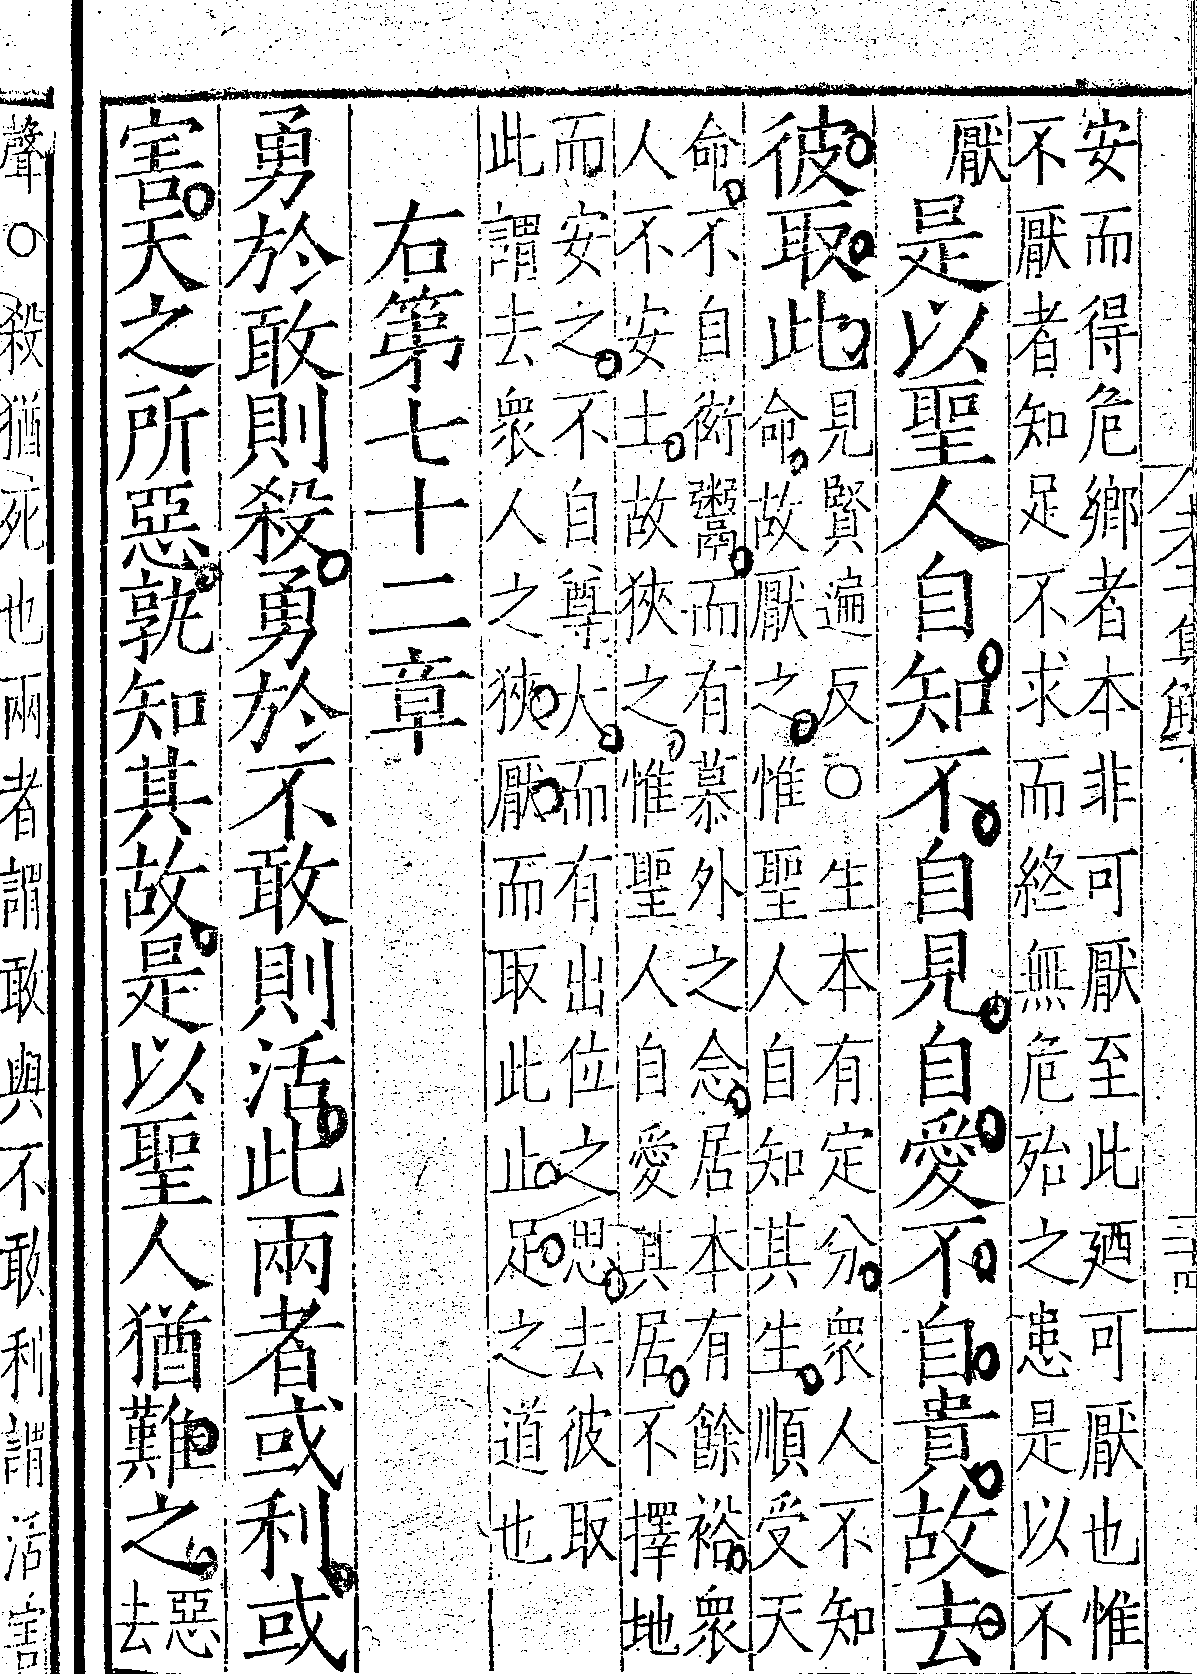 老子集解下
安而得危鄉者本非可厭至此廼可厭也惟
不厭者知足不求而終無危殆之患是以不
厭是以聖人自知不自見自愛不自貴故去
彼取此
見賢遍反○生本有定分衆人不知
命故厭之惟聖人自知其生順受天
命不自衒鬻而有慕外之念居本有餘裕衆
人不安土故狹之惟聖人自愛其居不擇地
而安之不自尊大而有出位之思去彼取
此謂去衆人之狹厭而取此止足之道也
右第七十二章
勇於敢則殺勇於不敢則活此兩者或利或
害天之所惡孰知其故是以聖人猶難之
惡
去
聲○殺猶死也兩者謂敢與不敢利謂活害